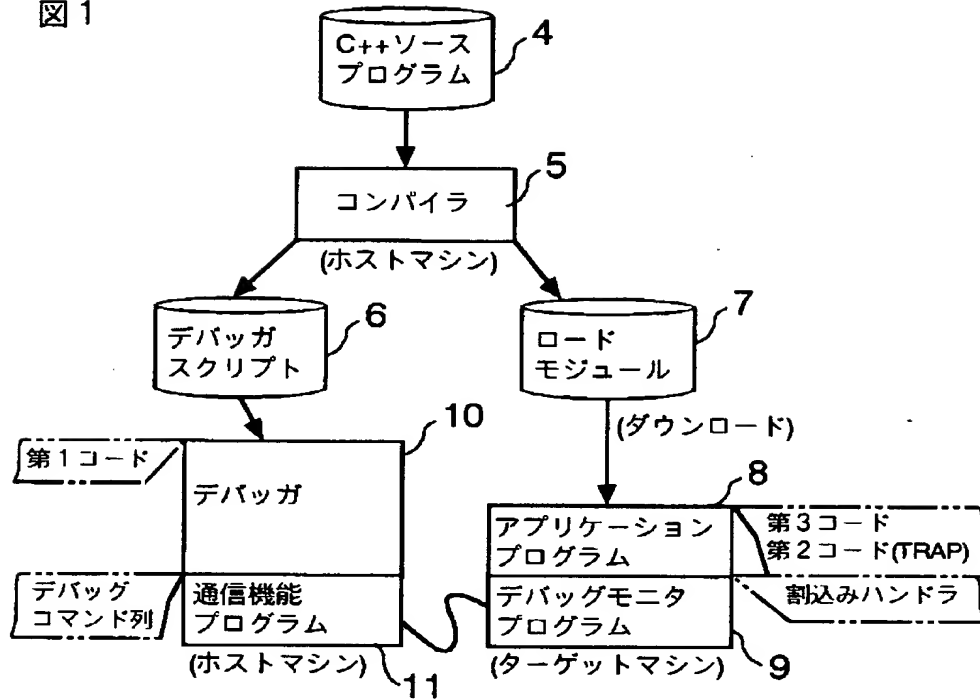 図1
C++ソース
プログラム
4
コンパイラ
5
(ホストマシン)
デバッガ
スクリプト
6
ロード
モジュール
7
(ダウンロード)
第1コード
デバッガ
10
アプリケーション
プログラム
8
第3コード
第2コード(TRAP)
デバッグ
コマンド列
通信機能
プログラム
デバッグモニタ
プログラム
割込みハンドラ
(ホストマシン)
11
(ターゲットマシン)
9